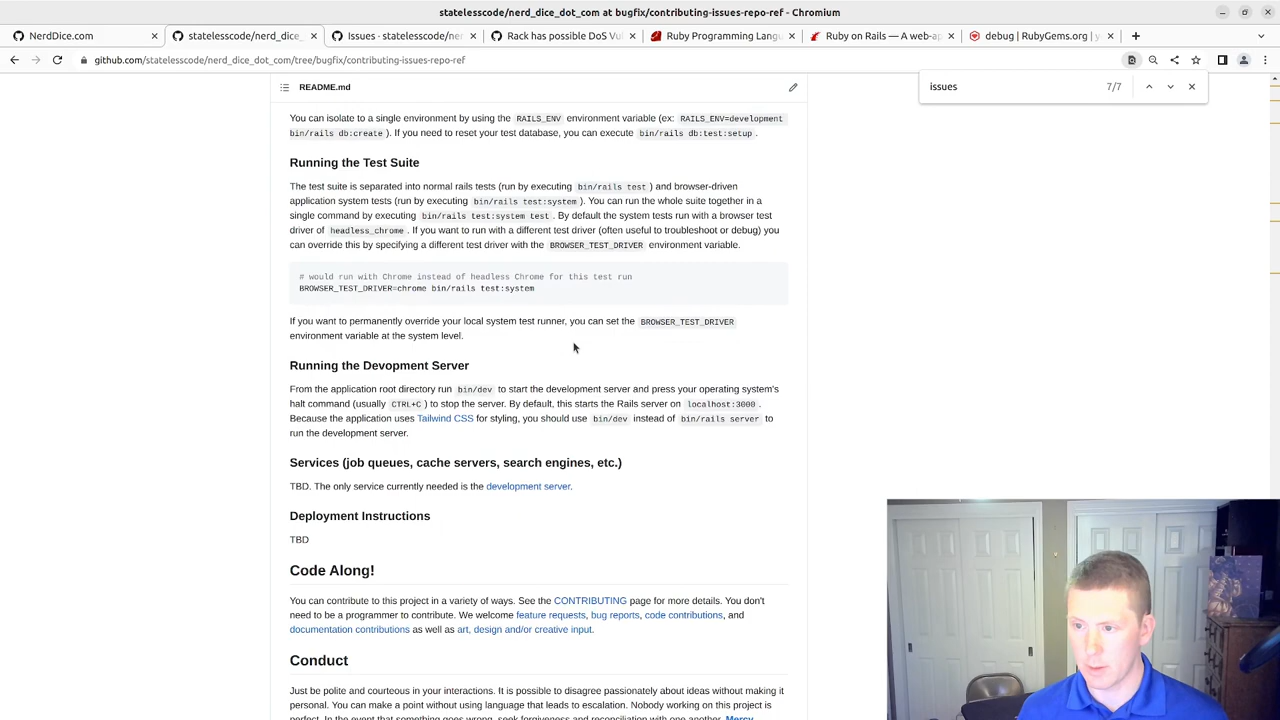 statelesscode/nerd_dice_dot_com at bugfix/contributing-issues-repo-ref - Chromium
NerdDice.com
statelesscode/nerd_dice_
Issues · statelesscode/nerd_
Rack has possible DoS Vul
Ruby Programming Langu
Ruby on Rails — A web-ap
debug | RubyGems.org | y
github.com/statelesscode/nerd_dice_dot_com/tree/bugfix/contributing-issues-repo-ref
issues 7/7
README.md
You can isolate to a single environment by using the RAILS_ENV environment variable (ex: RAILS_ENV=development
bin/rails db:create ). If you need to reset your test database, you can execute bin/rails db:test:setup .
Running the Test Suite
The test suite is separated into normal rails tests (run by executing bin/rails test ) and browser-driven
application system tests (run by executing bin/rails test:system ). You can run the whole suite together in a
single command by executing bin/rails test:system test . By default the system tests run with a browser test
driver of headless_chrome . If you want to run with a different test driver (often useful to troubleshoot or debug) you
can override this by specifying a different test driver with the BROWSER_TEST_DRIVER environment variable.
# would run with Chrome instead of headless Chrome for this test run
BROWSER_TEST_DRIVER=chrome bin/rails test:system
If you want to permanently override your local system test runner, you can set the BROWSER_TEST_DRIVER
environment variable at the system level.
Running the Devopment Server
From the application root directory run bin/dev to start the development server and press your operating system's
halt command (usually CTRL+C ) to stop the server. By default, this starts the Rails server on localhost:3000 .
Because the application uses Tailwind CSS for styling, you should use bin/dev instead of bin/rails server to
run the development server.
Services (job queues, cache servers, search engines, etc.)
TBD. The only service currently needed is the development server.
Deployment Instructions
TBD
Code Along!
You can contribute to this project in a variety of ways. See the CONTRIBUTING page for more details. You don't
need to be a programmer to contribute. We welcome feature requests, bug reports, code contributions, and
documentation contributions as well as art, design and/or creative input.
Conduct
Just be polite and courteous in your interactions. It is possible to disagree passionately about ideas without making it
personal. You can make a point without using language that leads to escalation. Nobody working on this project is
perfect. In the event that something goes wrong, seek forgiveness and reconciliation with one another. Mercy